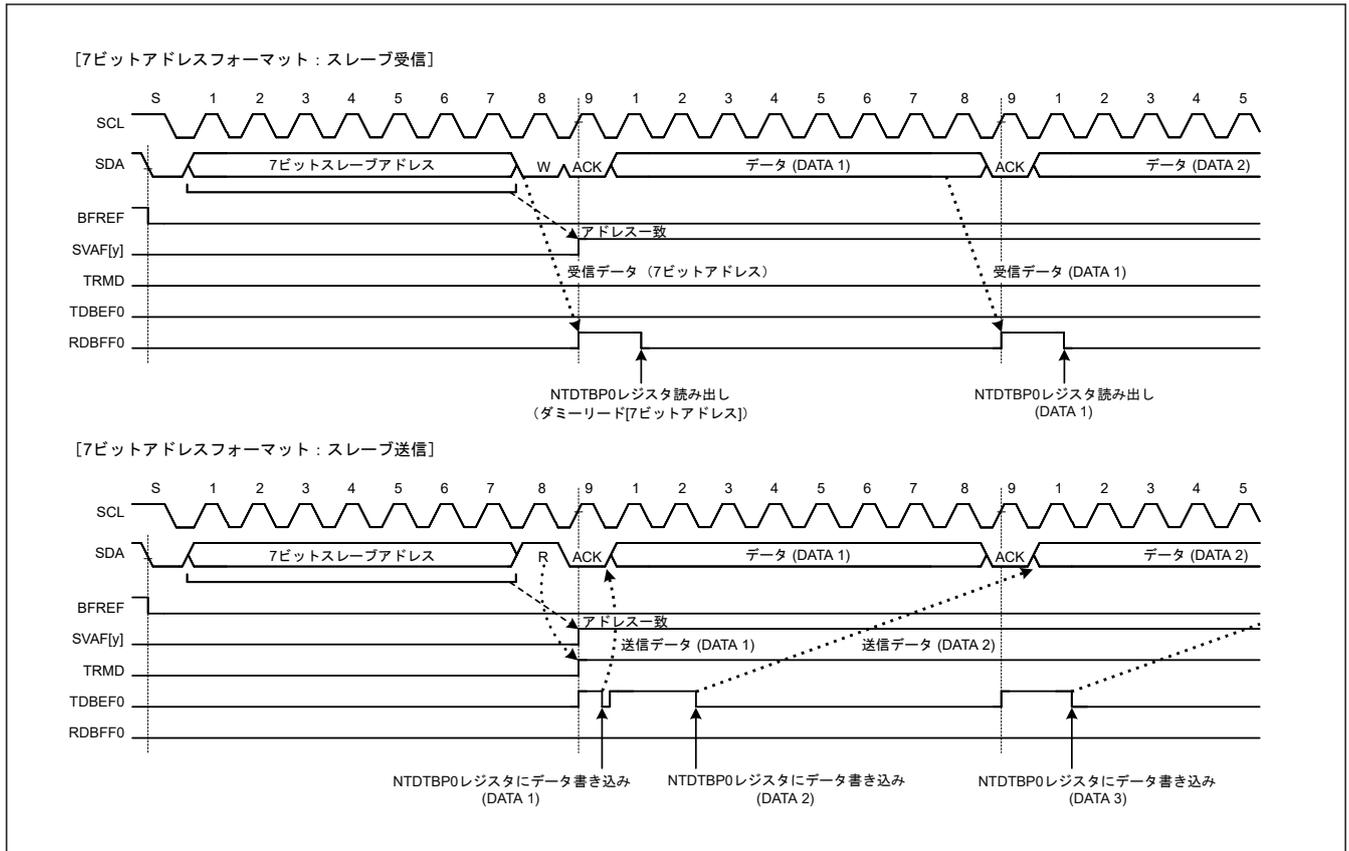 ［7ビットアドレスフォーマット：スレーブ受信］
S 1 2 3 4 5 6 7 8 9 1 2 3 4 5 6 7 8 9 1 2 3 4 5
SCL
SDA 7ビットスレーブアドレス W ACK データ (DATA 1) ACK データ (DATA 2)
BFREF
アドレス一致
SVAF[y]
受信データ（7ビットアドレス） 受信データ (DATA 1)
TRMD
TDBEF0
RDBFF0
NTDTBP0レジスタ読み出し NTDTBP0レジスタ読み出し
（ダミーリード[7ビットアドレス]） (DATA 1)
［7ビットアドレスフォーマット：スレーブ送信］
S 1 2 3 4 5 6 7 8 9 1 2 3 4 5 6 7 8 9 1 2 3 4 5
SCL
SDA 7ビットスレーブアドレス R ACK データ (DATA 1) ACK データ (DATA 2)
BFREF
アドレス一致
SVAF[y] 送信データ (DATA 1) 送信データ (DATA 2)
TRMD
TDBEF0
RDBFF0
NTDTBP0レジスタにデータ書き込み NTDTBP0レジスタにデータ書き込み NTDTBP0レジスタにデータ書き込み
(DATA 1) (DATA 2) (DATA 3)